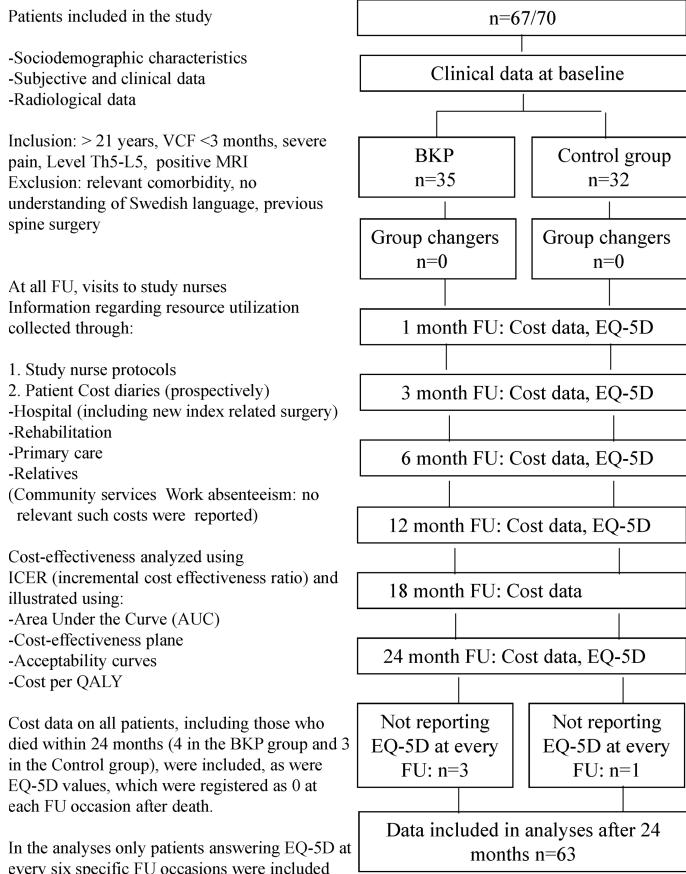 Patients included in the study
-Sociodemographic characteristics
-Subjective and clinical data
-Radiological data
Inclusion: > 21 years, VCF <3 months, severe
pain, Level Th5-L5, positive MRI
Exclusion: relevant comorbidity, no
understanding of Swedish language, previous
spine surgery
At all FU, visits to study nurses
Information regarding resource utilization
collected through:
1. Study nurse protocols
2. Patient Cost diaries (prospectively)
-Hospital (including new index related surgery)
-Rehabilitation
-Primary care
-Relatives
(Community services Work absenteeism: no
relevant such costs were reported)
Cost-effectiveness analyzed using
ICER (incremental cost effectiveness ratio) and
illustrated using:
-Area Under the Curve (AUC)
-Cost-effectiveness plane
-Acceptability curves
-Cost per QALY
Cost data on all patients, including those who
died within 24 months (4 in the BKP group and 3
in the Control group), were included, as were
EQ-5D values, which were registered as 0 at
each FU occasion after death.
In the analyses only patients answering EQ-5D at
every six specific FU occasions were included
n=67/70
Clinical data at baseline
BKP
n=35
Control group
n=32
Group changers
n=0
Group changers
n=0
1 month FU: Cost data, EQ-5D
3 month FU: Cost data, EQ-5D
6 month FU: Cost data, EQ-5D
12 month FU: Cost data, EQ-5D
18 month FU: Cost data
24 month FU: Cost data, EQ-5D
Not reporting
EQ-5D at every
FU: n=3
Not reporting
EQ-5D at every
FU: n=1
Data included in analyses after 24
months n=63